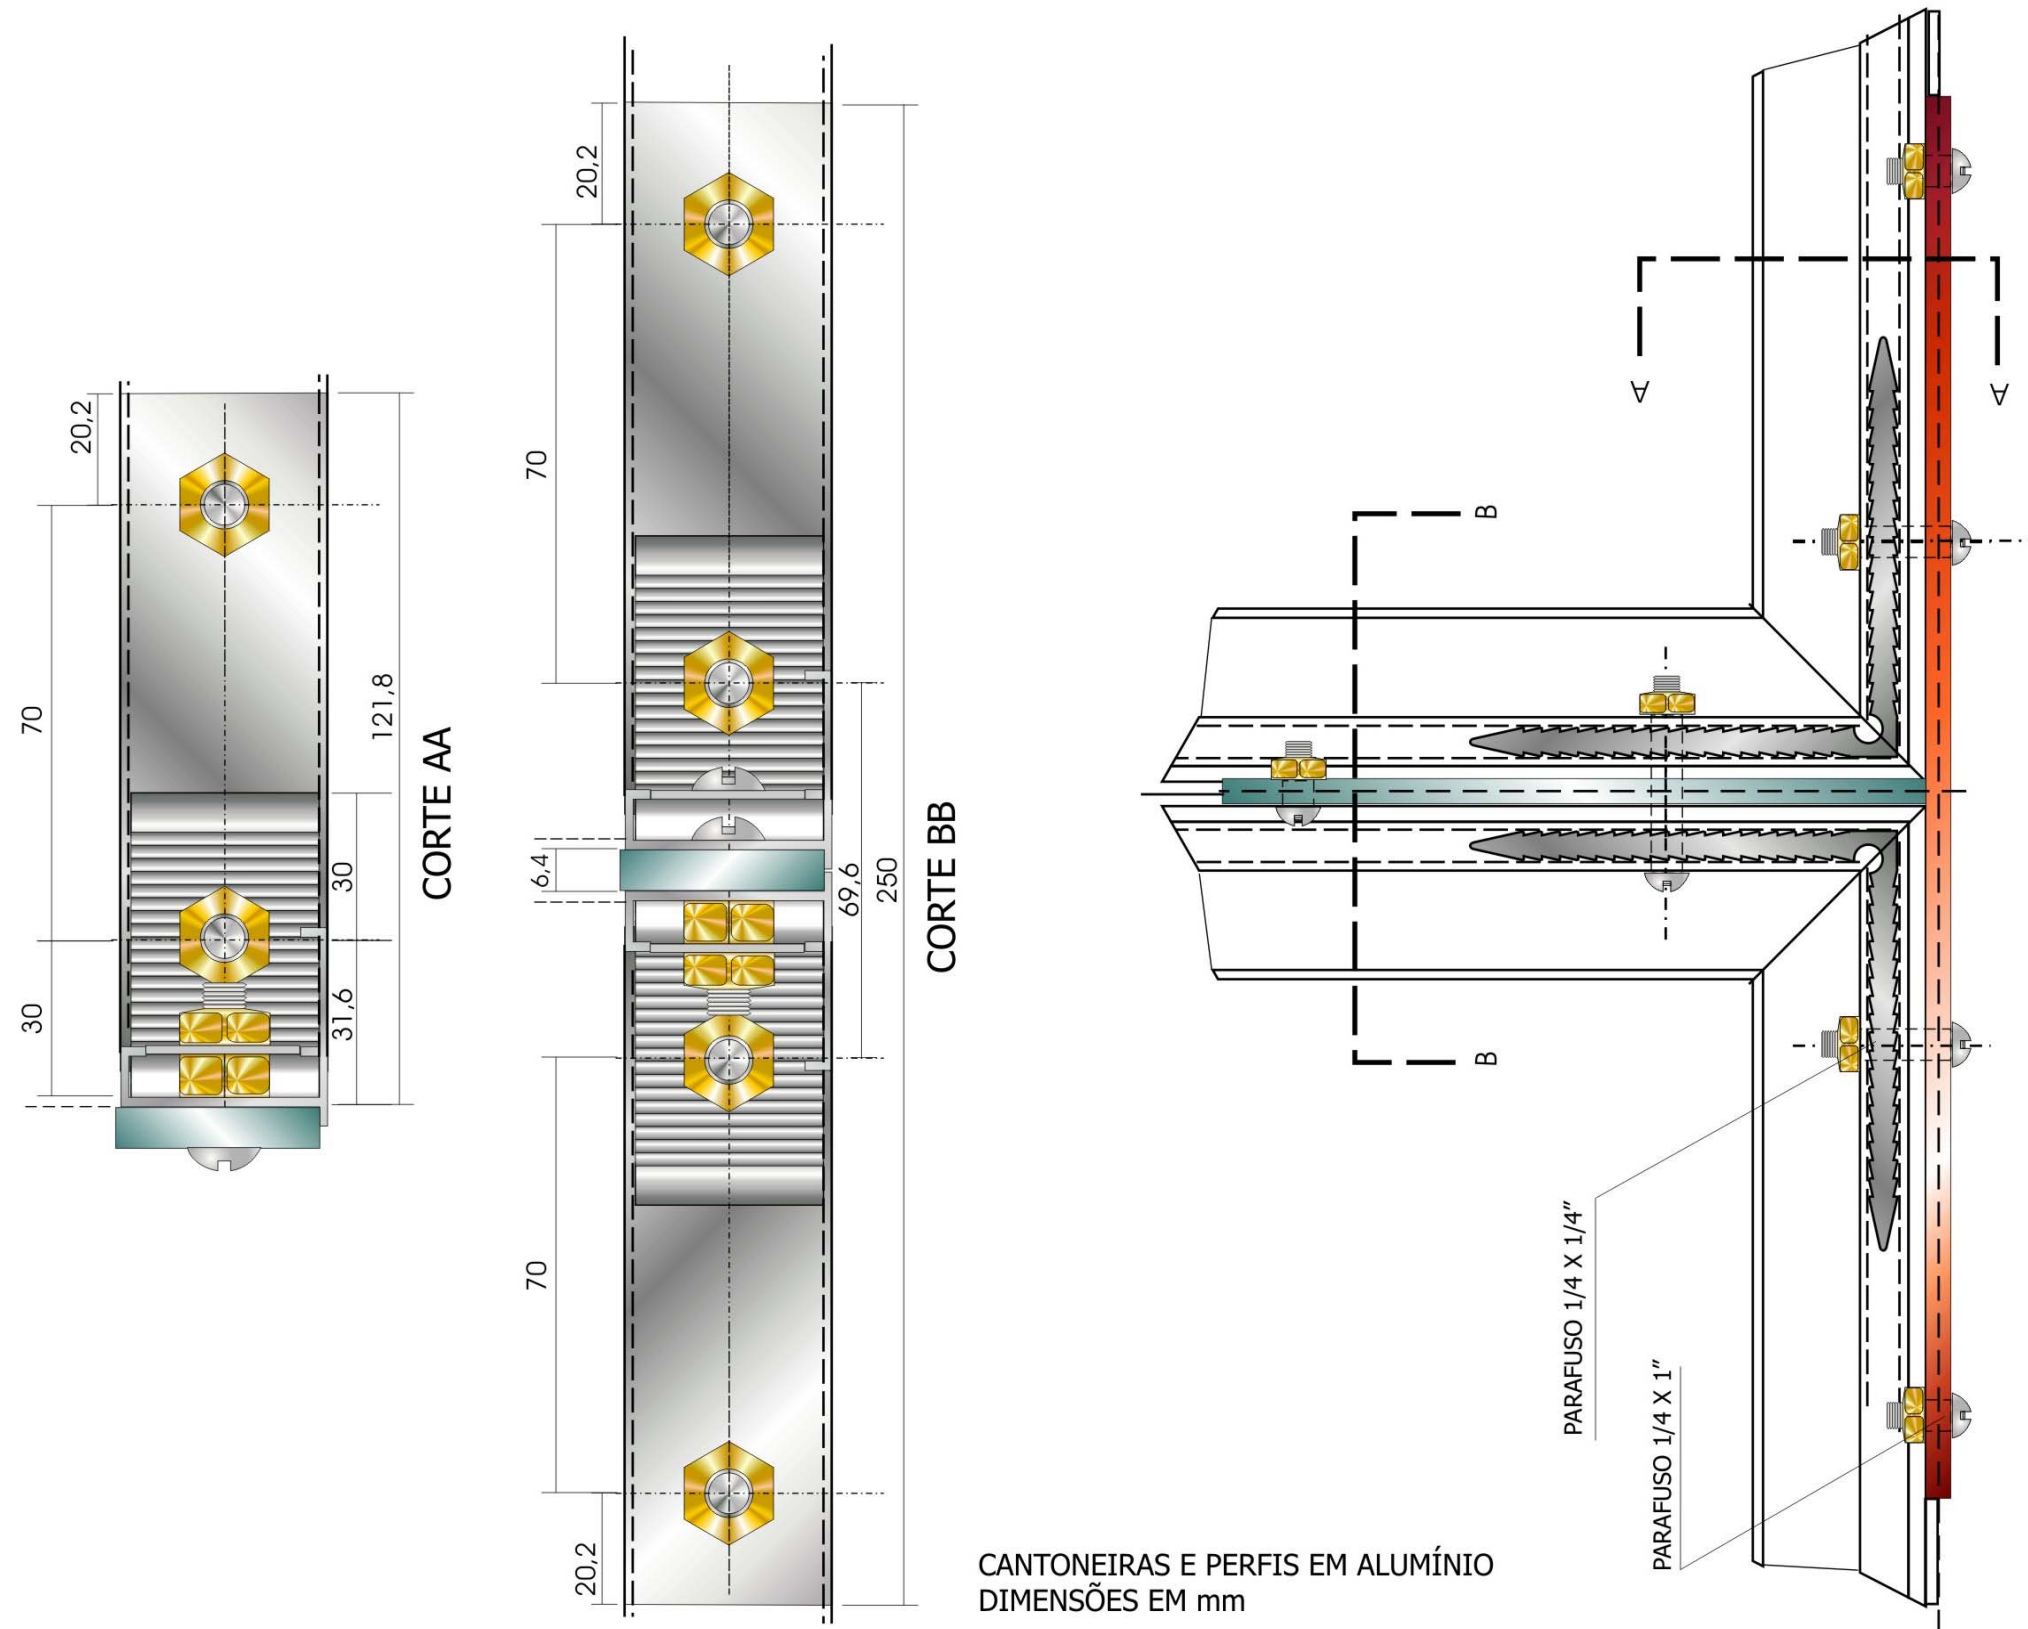 20,2
70
30
121,8
30
31,6
CORTE AA
20,2
70
6,4
69,6
250
70
20,2
CORTE BB
A
A
B
B
PARAFUSO 1/4 X 1/4”
PARAFUSO 1/4 X 1”
CANTONEIRAS E PERFIS EM ALUMÍNIO
DIMENSÕES EM mm